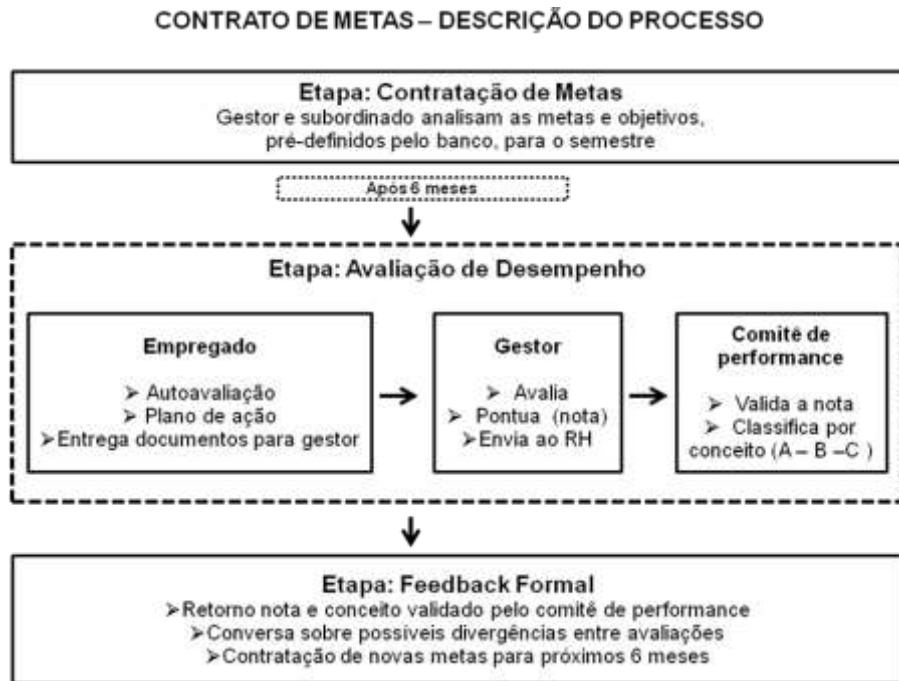 CONTRATO DE METAS – DESCRIÇÃO DO PROCESSO
Etapa: Contratação de Metas
Gestor e subordinado analisam as metas e objetivos,
pré-definidos pelo banco, para o semestre
Após 6 meses
Etapa: Avaliação de Desempenho
Empregado
➢ Autoavaliação
➢ Plano de ação
➢Entrega documentos para gestor
Gestor
➢ Avalia
➢ Pontua (nota)
➢Envia ao RH
Comitê de
performance
➢ Valida a nota
➢ Classifica por
conceito (A – B –C )
Etapa: Feedback Formal
➢Retorno nota e conceito validado pelo comitê de performance
➢Conversa sobre possíveis divergências entre avaliações
➢Contratação de novas metas para próximos 6 meses